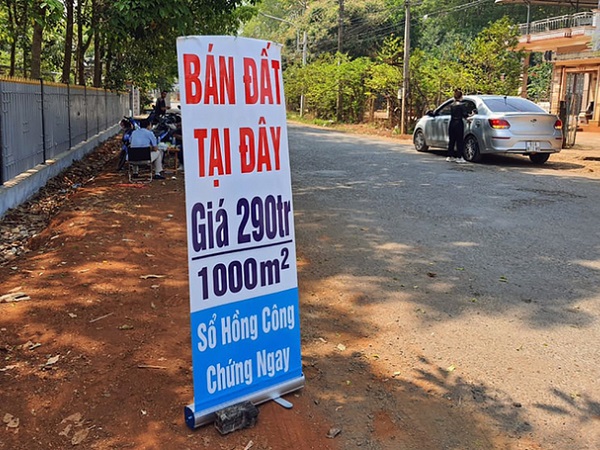 BÁN ĐẤT
TẠI ĐÂY
Giá 290tr
1000m²
Sổ Hồng Công
Chứng Ngay